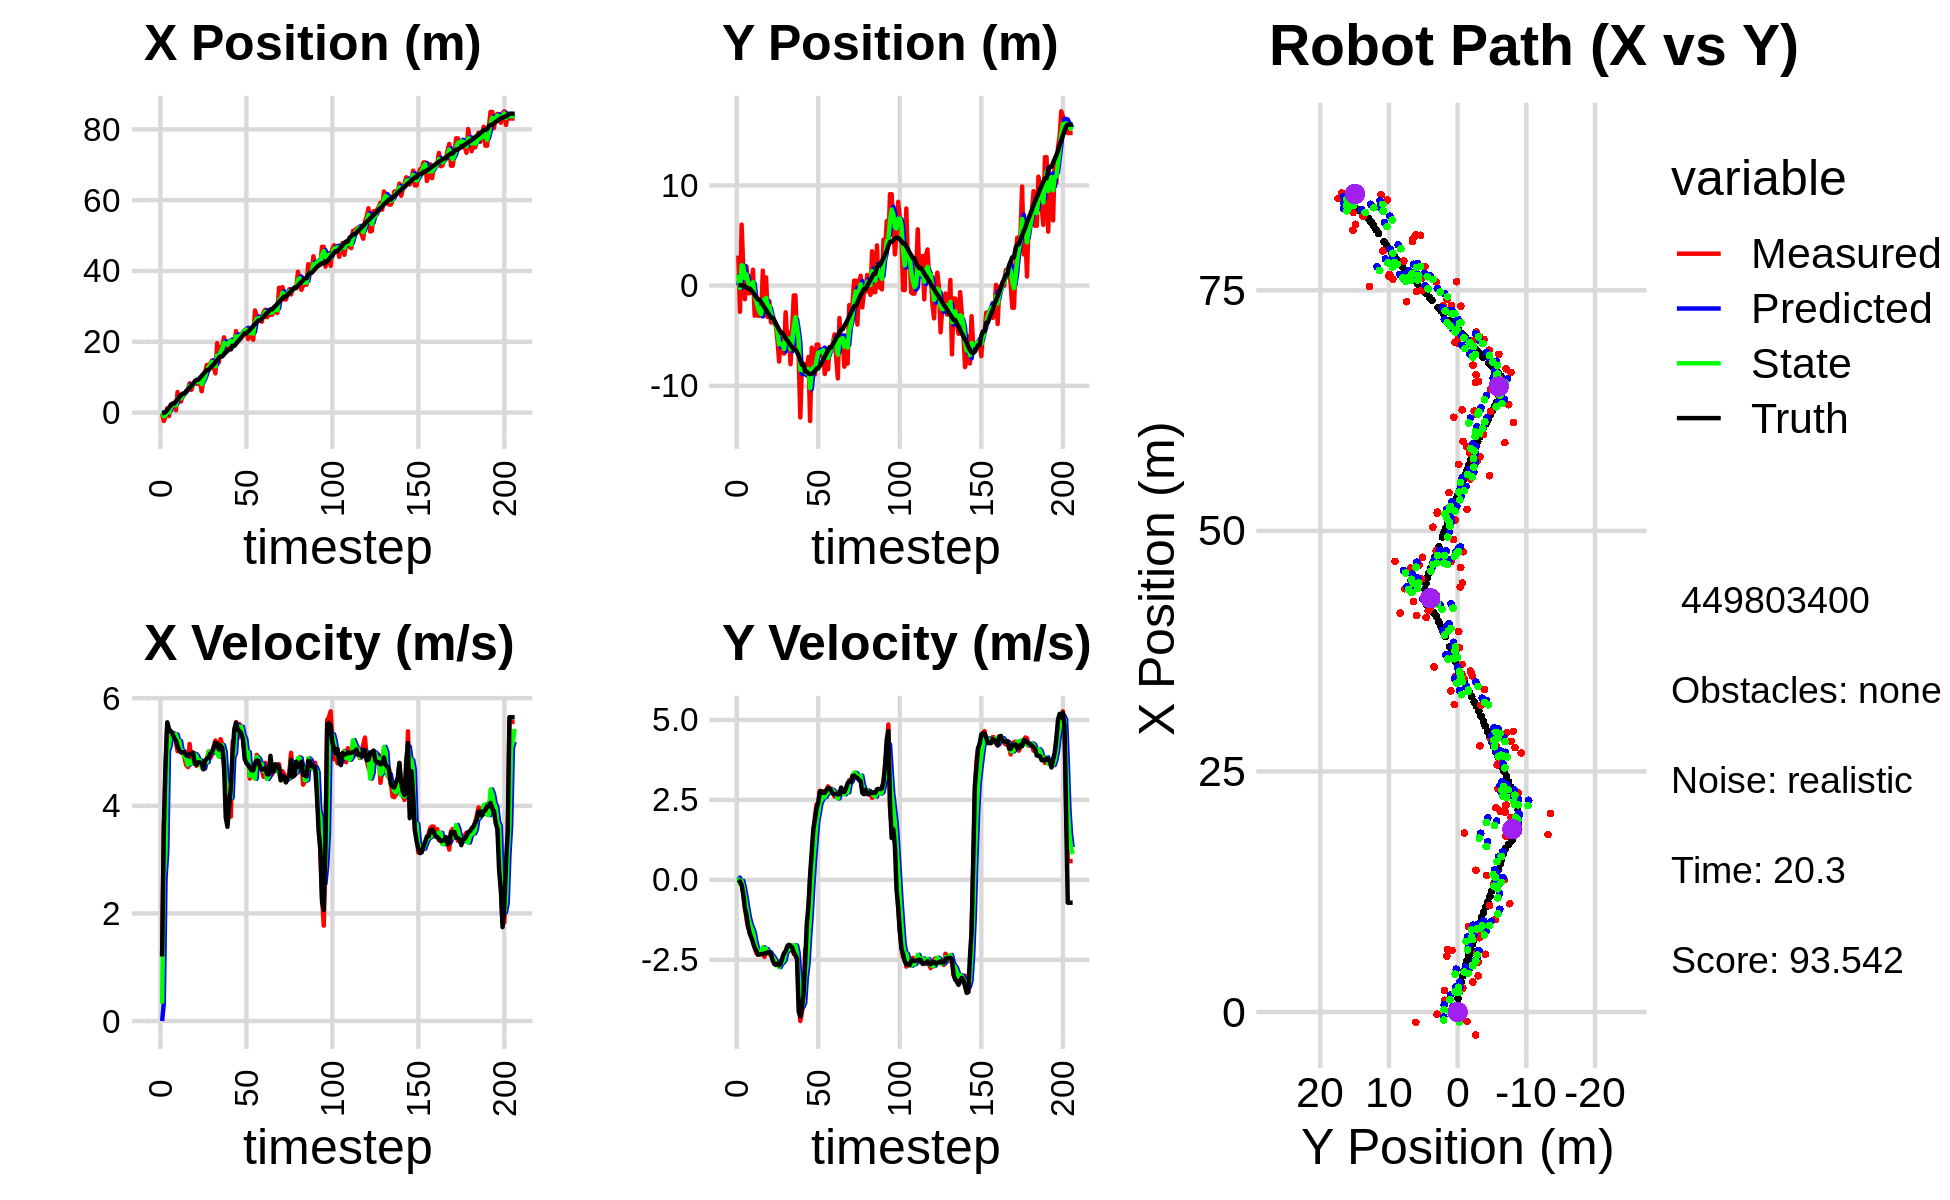 X Position (m)
80
60
40
20
0
0
50
100
150
200
timestep
Y Position (m)
10
0
-10
0
50
100
150
200
timestep
X Velocity (m/s)
6
4
2
0
0
50
100
150
200
timestep
Y Velocity (m/s)
5.0
2.5
0.0
-2.5
0
50
100
150
200
timestep
Robot Path (X vs Y)
X Position (m)
75
50
25
0
20 10 0 -10 -20
Y Position (m)
variable
Measured
Predicted
State
Truth
449803400
Obstacles: none
Noise: realistic
Time: 20.3
Score: 93.542